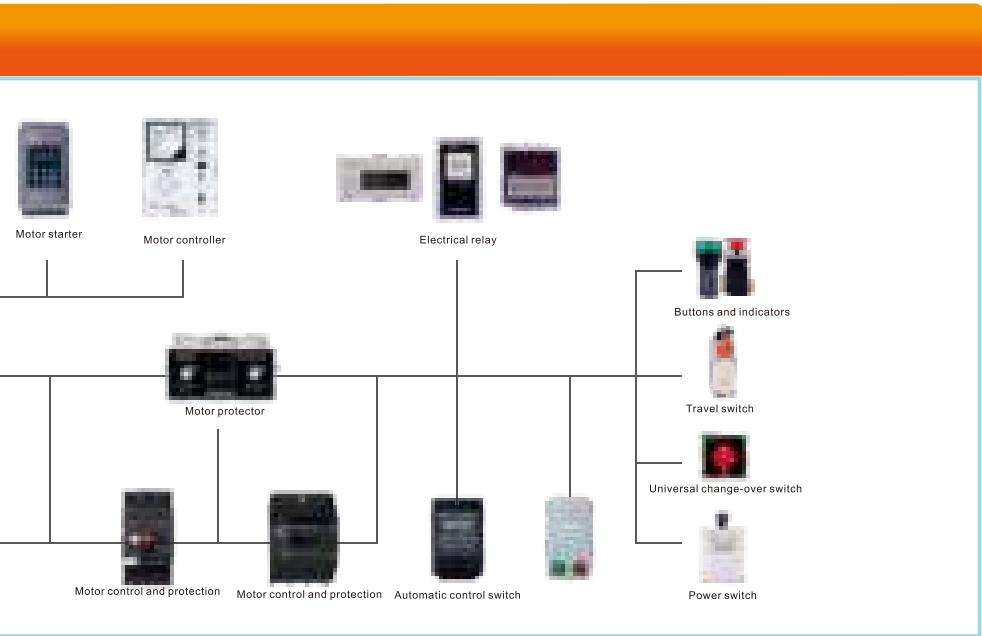 Motor starter
Motor controller
Electrical relay
Buttons and indicators
Motor protector
Travel switch
Universal change-over switch
Motor control and protection
Motor control and protection
Automatic control switch
Power switch